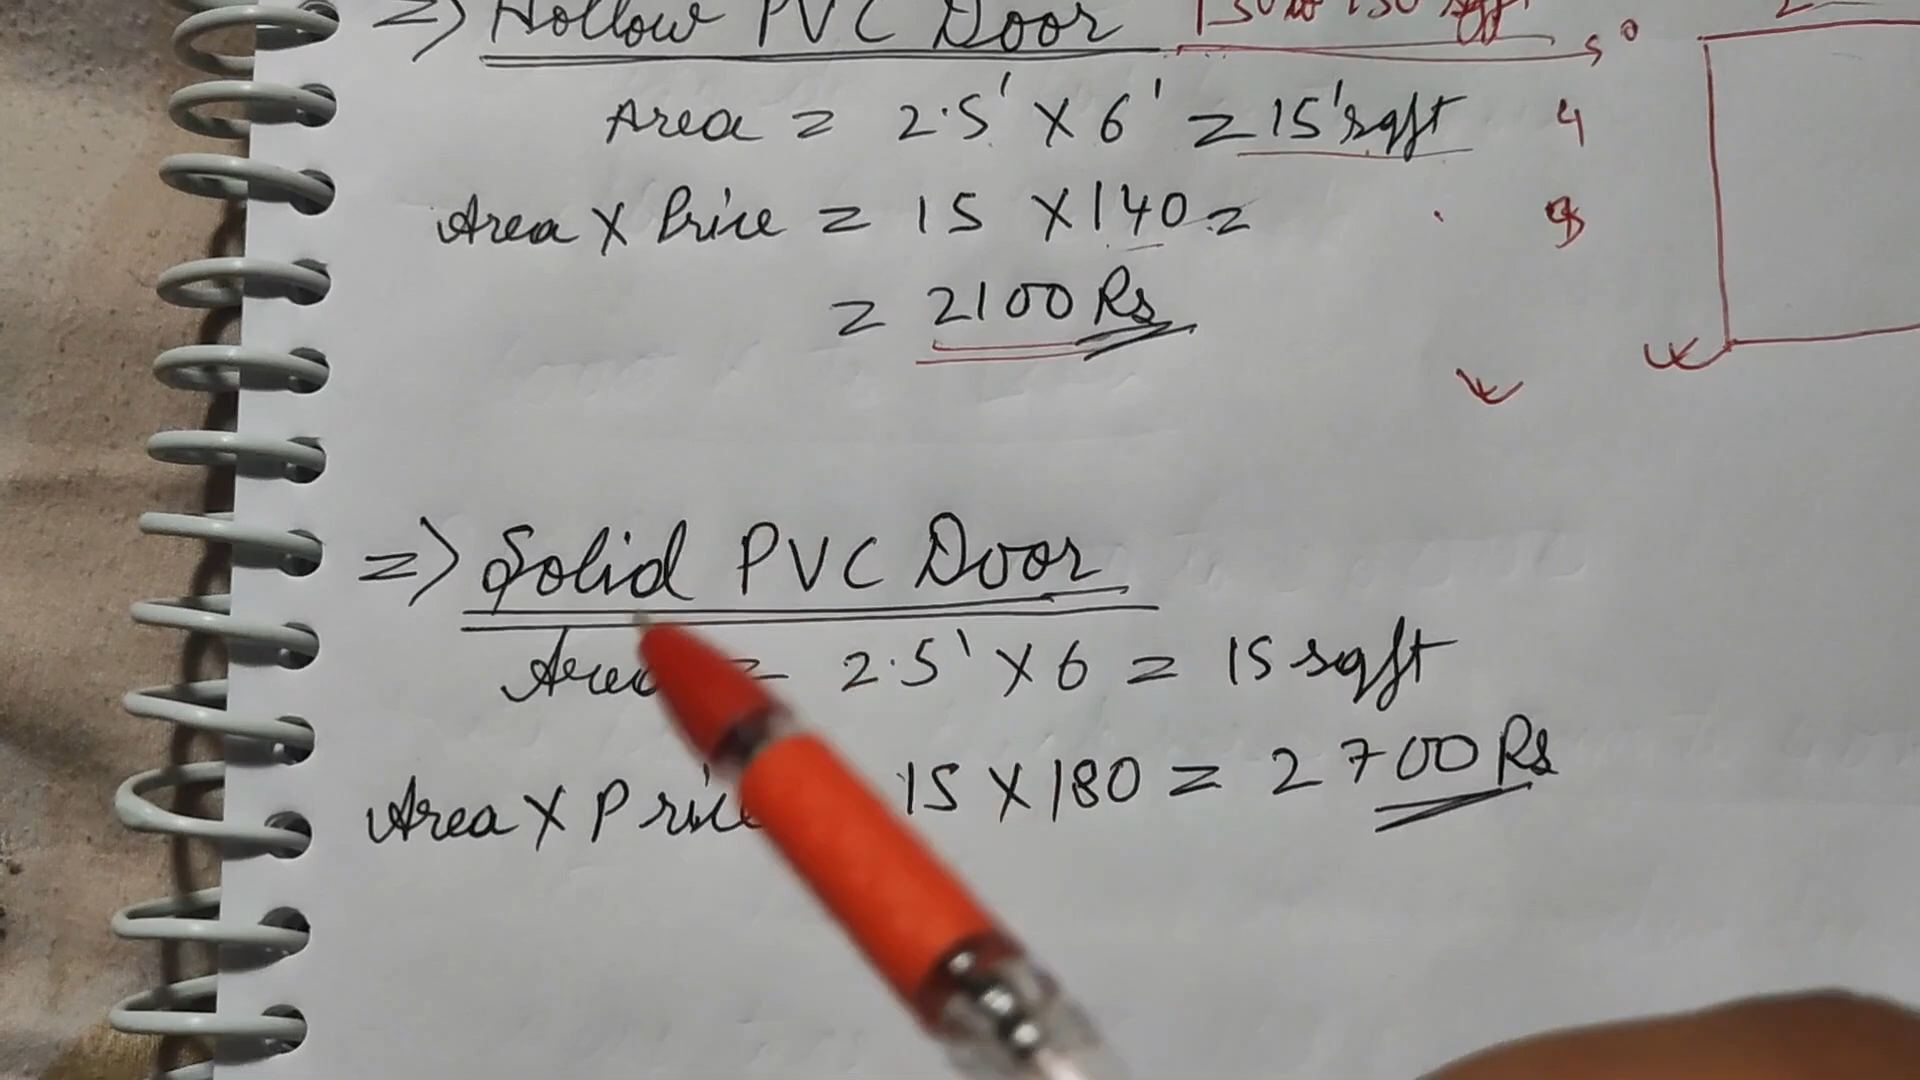 => Hollow PVC Door
Area = 2.5' X 6' = 15'sqft
4
Area X Price = 15 X 140 =
= 2100 Rs
=> Solid PVC Door
Area = 2.5' X 6 = 15 sqft
Area X Price 15 X 180 = 2700 Rs